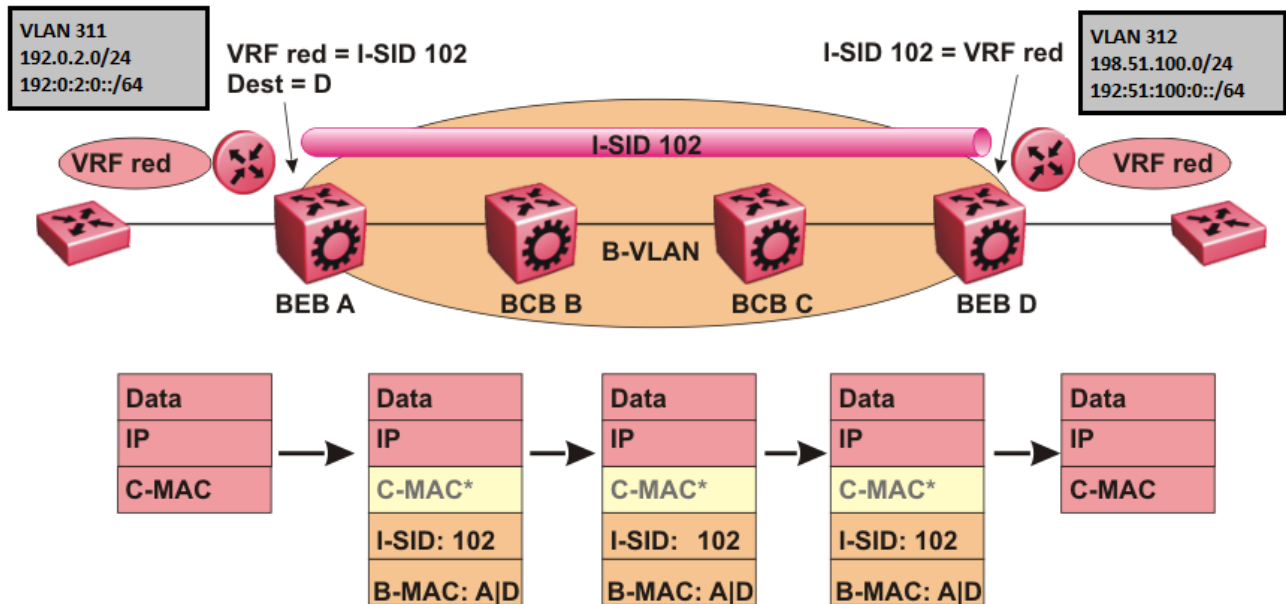 VLAN 311
192.0.2.0/24
192:0:2:0::/64
VRF red = I-SID 102
Dest = D
I-SID 102 = VRF red
VLAN 312
198.51.100.0/24
192:51:100:0::/64
I-SID 102
VRF red
VRF red
B-VLAN
BEB A
BCB B
BCB C
BEB D
Data
IP
C-MAC
Data
IP
C-MAC*
I-SID: 102
B-MAC: A|D
Data
IP
C-MAC*
I-SID: 102
B-MAC: A|D
Data
IP
C-MAC*
I-SID: 102
B-MAC: A|D
Data
IP
C-MAC